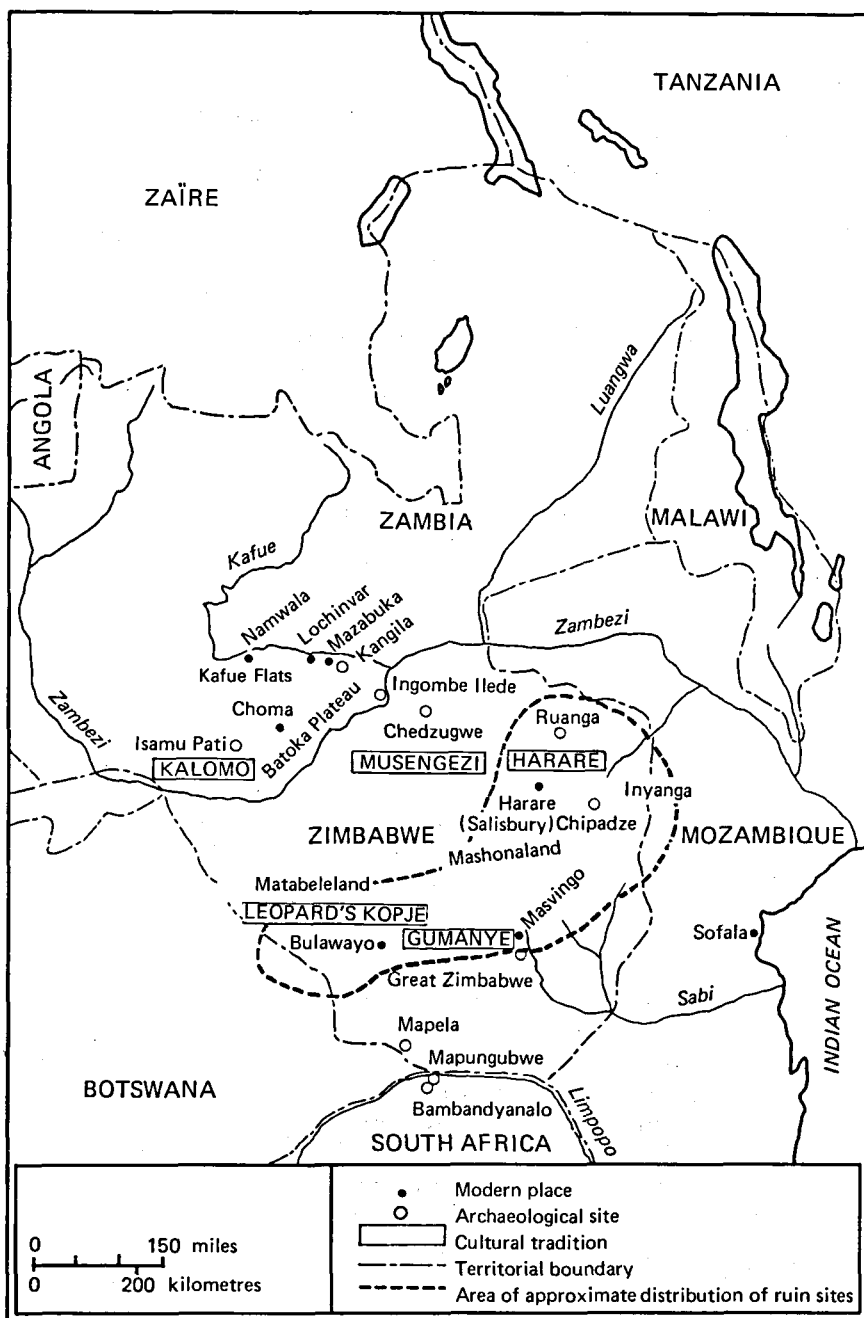 TANZANIA
ZAÏRE
ANGOLA
Luangwa
ZAMBIA
MALAWI
Kafue
Namwala
Lochinvar
Mazabuka
Kangila
Zambezi
Kafue Flats
Zambezi
Choma
Batoka Plateau
Ingombe Ilede
Chedzugwe
Ruanga
Isamu Pati
KALOMO
MUSENGEZI
HARARE
Inyanga
Harare
(Salisbury)
Chipadze
ZIMBABWE
MOZAMBIQUE
Mashonaland
Matabeleland
Masvingo
LEOPARD'S KOPJE
GUMANYE
Bulawayo
Sofala
Great Zimbabwe
Sabi
INDIAN OCEAN
Mapela
Mapungubwe
BOTSWANA
Bambandyanalo
Limpopo
SOUTH AFRICA
0 150 miles
0 200 kilometres
Modern place
Archaeological site
Cultural tradition
Territorial boundary
Area of approximate distribution of ruin sites